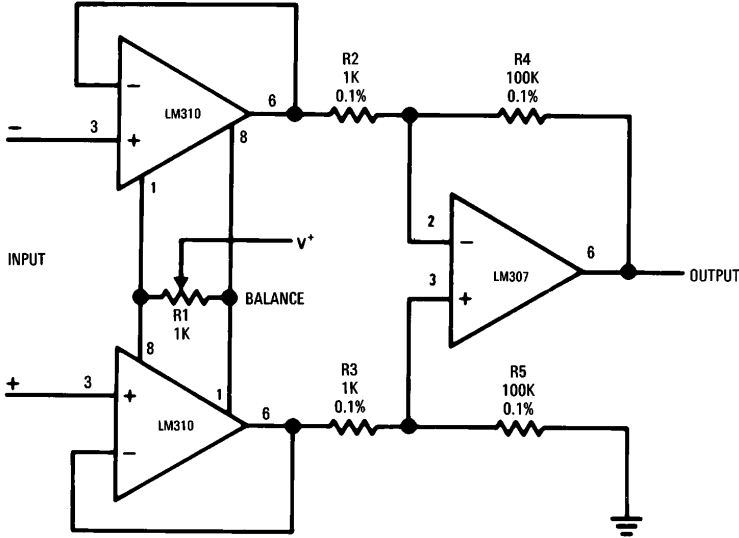 R2
1K
0.1%
R4
100K
0.1%
−
LM310
6
−
3
+
8
1
2
−
6
V+
INPUT
3
LM307
OUTPUT
+
BALANCE
R1
1K
8
R3
1K
0.1%
R5
100K
0.1%
+
3
+
1
6
LM310
−